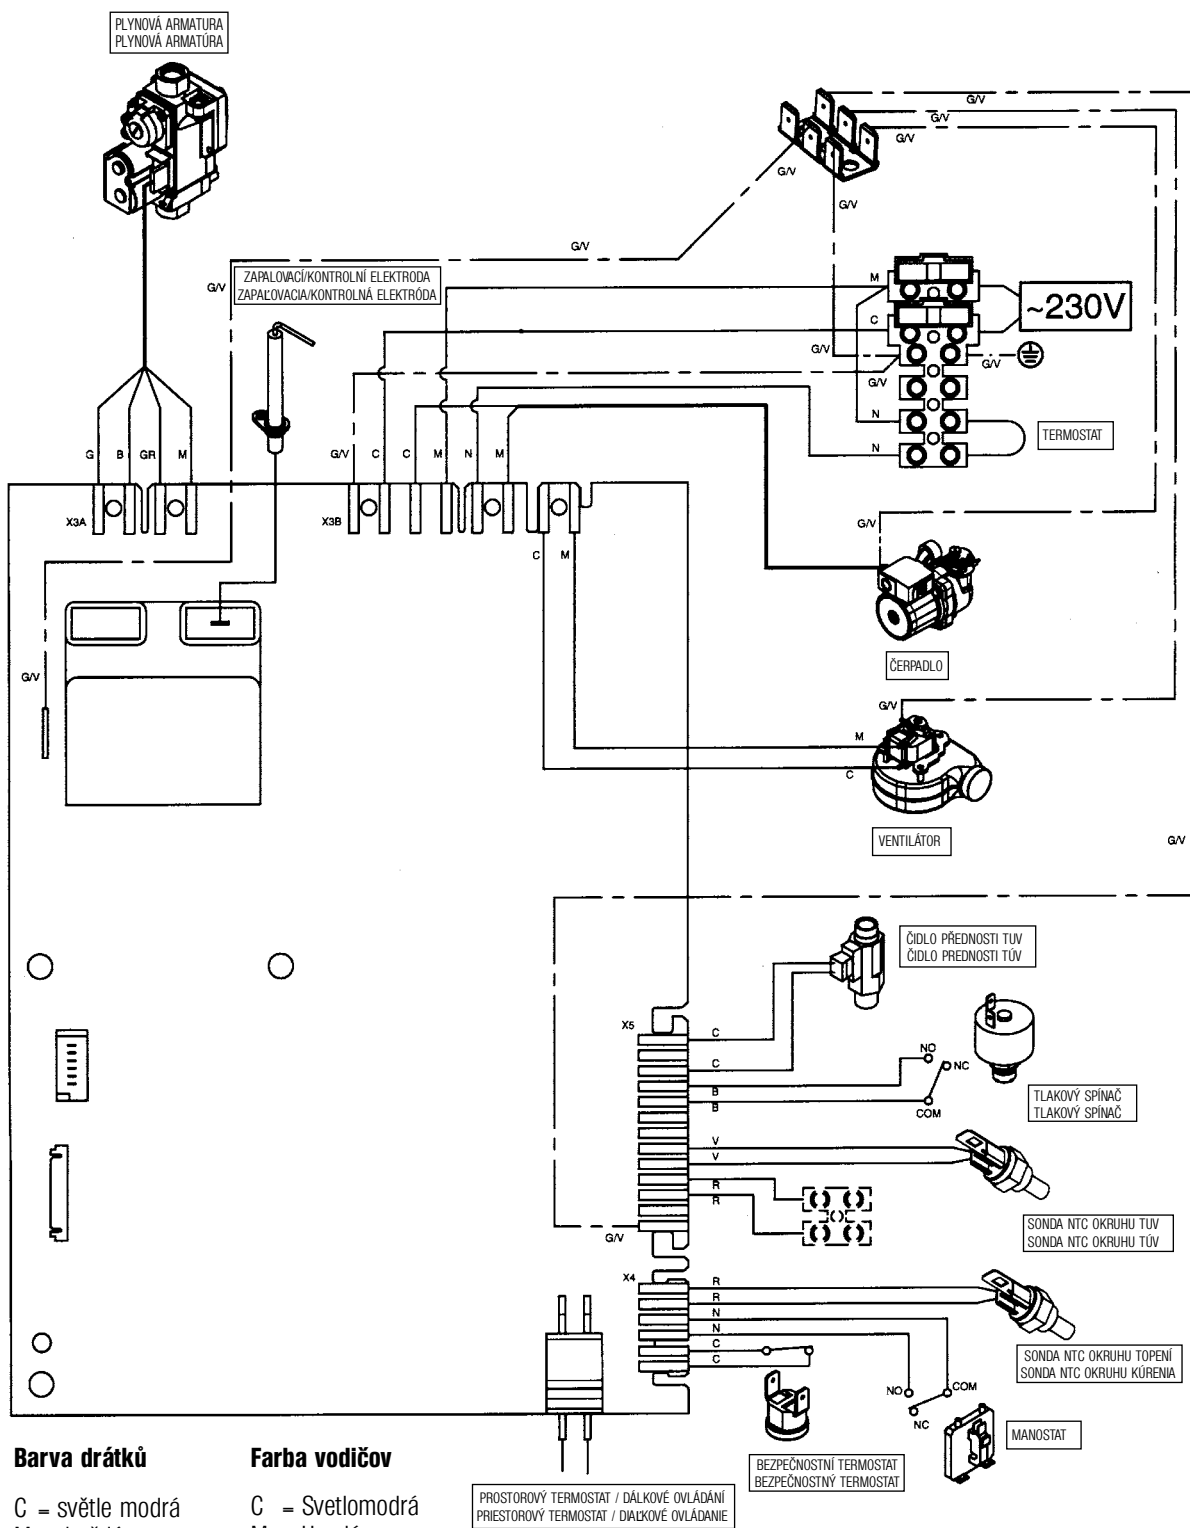 PLYNOVÁ ARMATURA
PLYNOVÁ ARMATÚRA
G/V
G/V
G/V
G/V
G/V
G/V
G/V
G/V
ZAPALOVACÍ/KONTROLNÍ ELEKTRODA
ZAPAĽOVACIA/KONTROLNÁ ELEKTRÓDA
M
C
~230V
G/V
G/V
G/V
N
N
TERMOSTAT
G
B
GR
M
G/V
C
C
M
N
M
X3A
X3B
C
M
G/V
ČERPADLO
G/V
G/V
M
C
VENTILÁTOR
G/V
ČIDLO PŘEDNOSTI TUV
ČIDLO PREDNOSTI TÚV
X5
C
C
B
B
NO
NC
COM
TLAKOVÝ SPÍNAČ
TLAKOVÝ SPÍNAČ
V
V
R
R
SONDA NTC OKRUHU TUV
SONDA NTC OKRUHU TÚV
G/V
X4
R
R
N
N
C
C
SONDA NTC OKRUHU TOPENÍ
SONDA NTC OKRUHU KÚRENIA
NO
COM
NC
MANOSTAT
BEZPEČNOSTNÍ TERMOSTAT
BEZPEČNOSTNÝ TERMOSTAT
PROSTOROVÝ TERMOSTAT / DÁLKOVÉ OVLÁDÁNÍ
PRIESTOROVÝ TERMOSTAT / DIAĽKOVÉ OVLÁDANIE
Barva drátků
C = světle modrá
Farba vodičov
C = Svetlomodrá